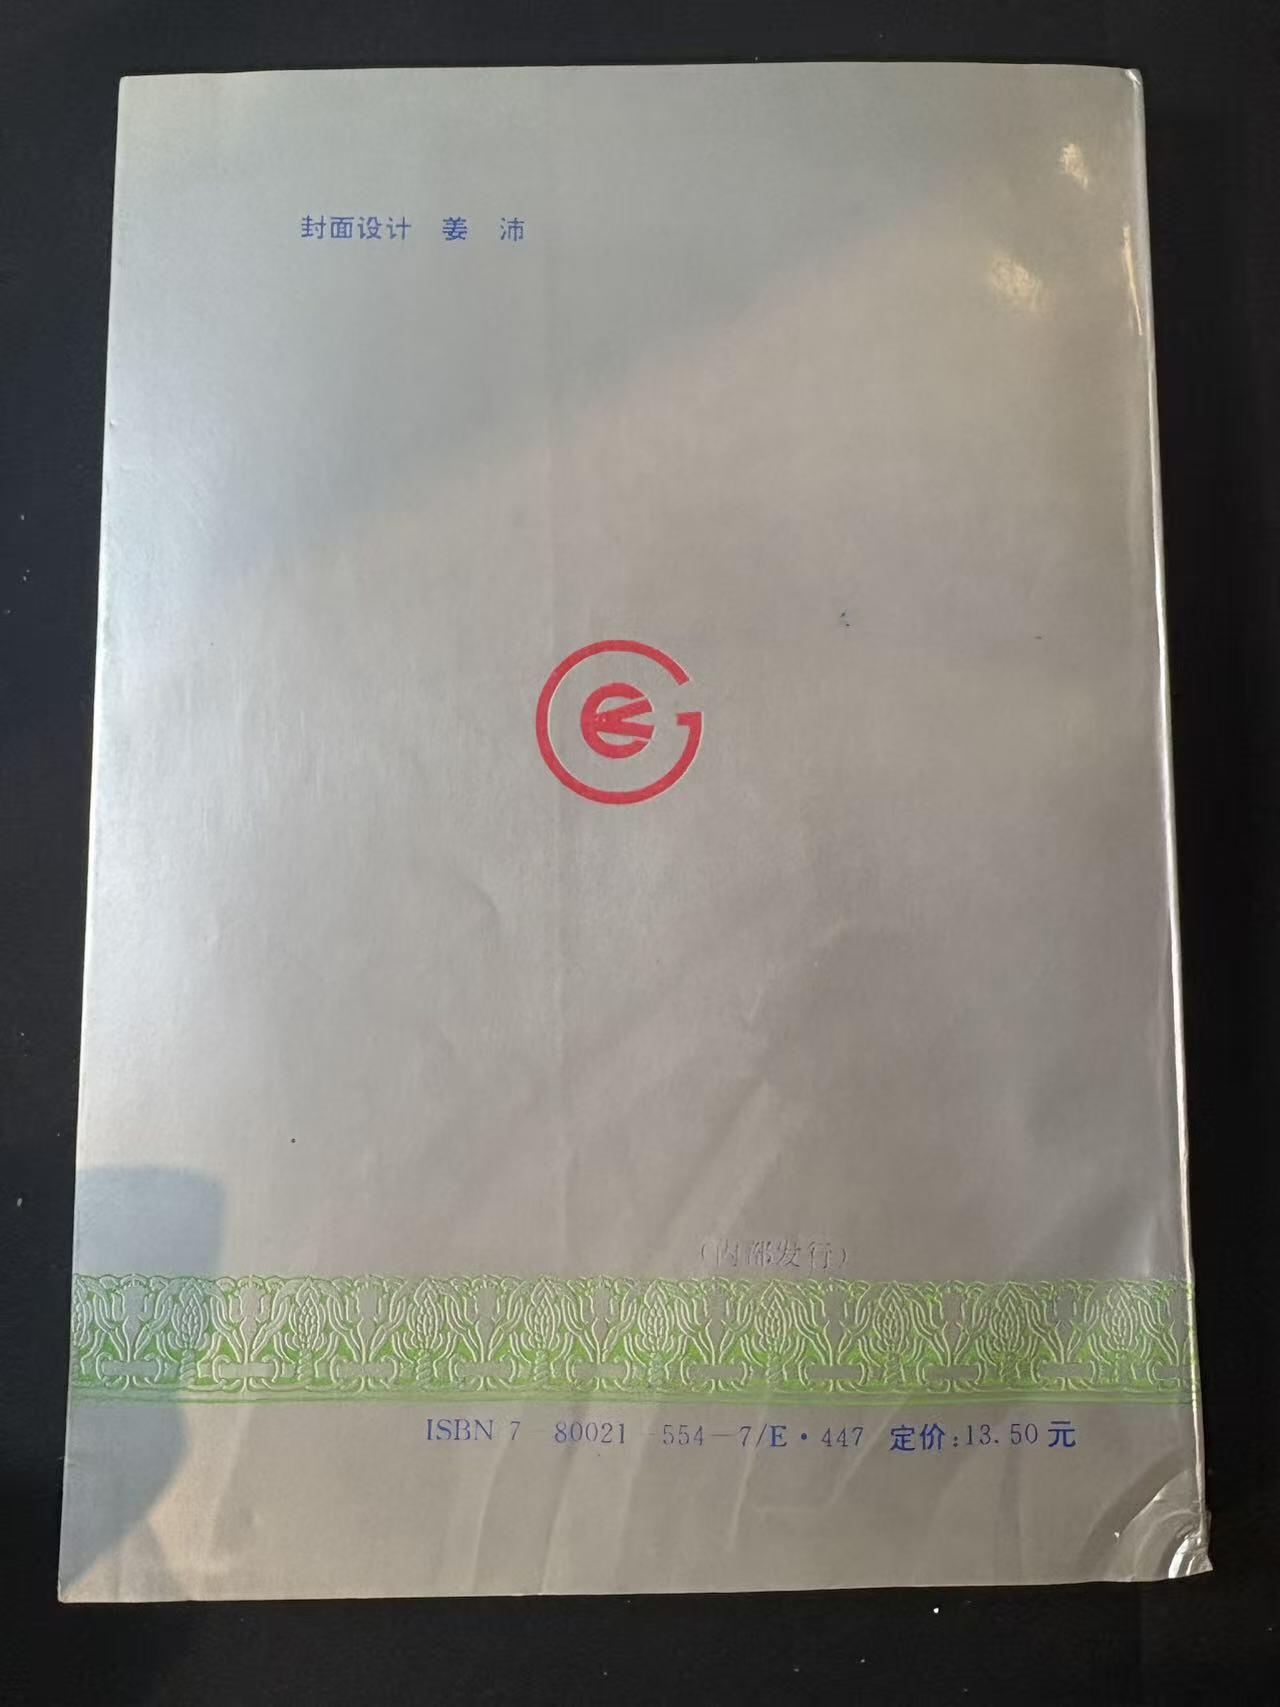 封面设计 姜 沛
(内部发行)
ISBN 7 80021 554-7/E·447 定价:13.50元